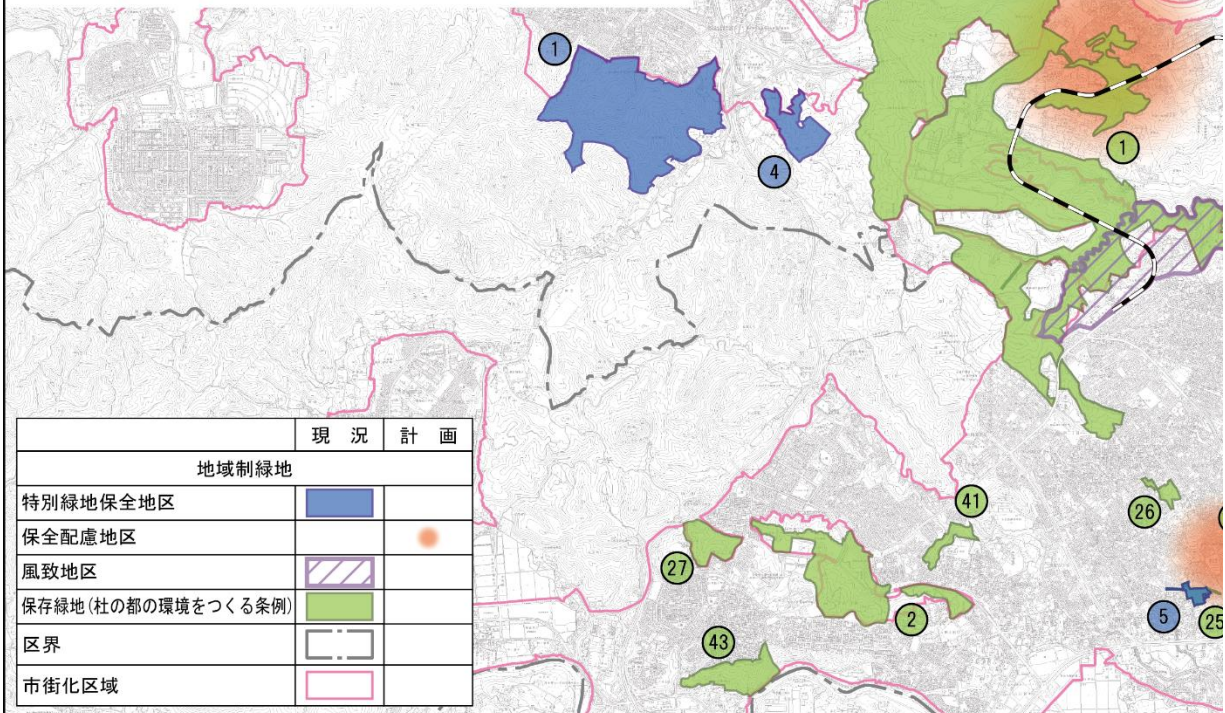 1
4
1
41
26
27
2
5
25
43
現　況　計　画
地域制緑地
特別緑地保全地区
保全配慮地区
風致地区
保存緑地(杜の都の環境をつくる条例)
区界
市街化区域